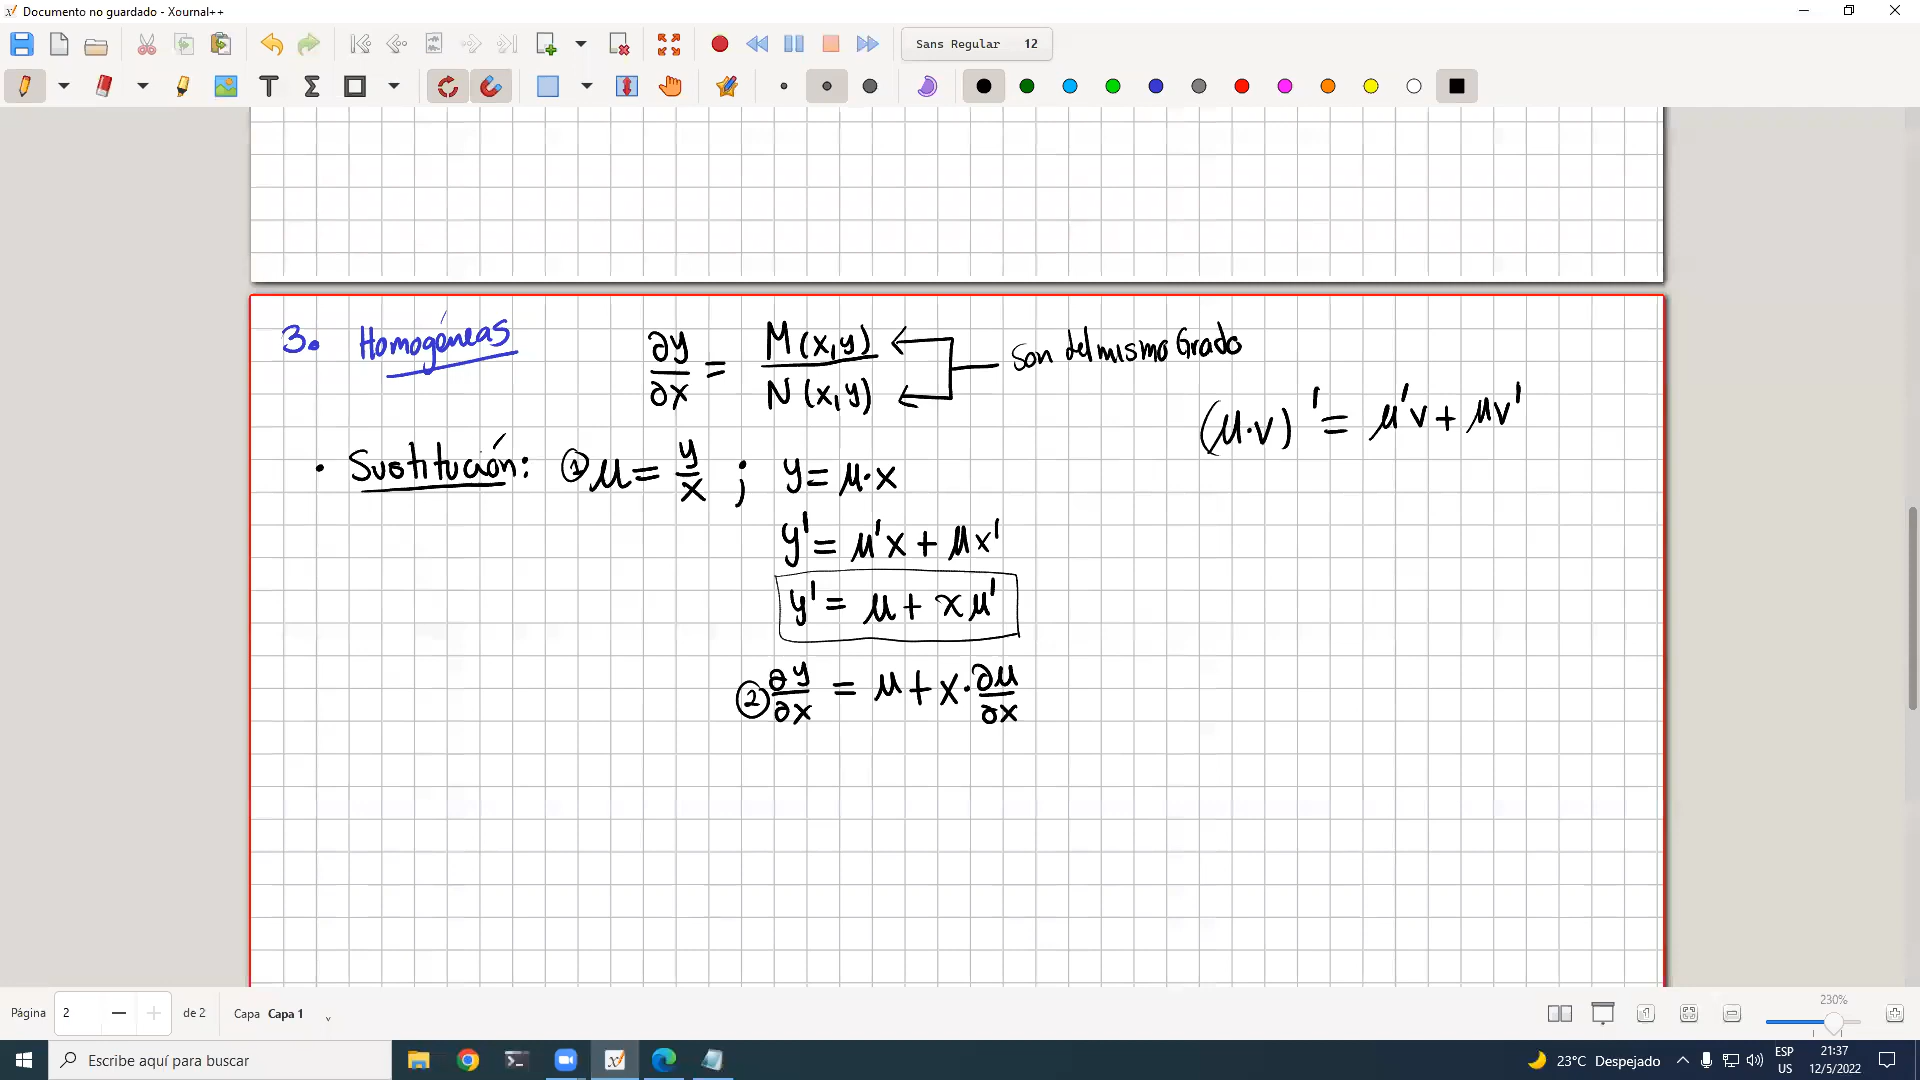 Documento no guardado - Xournal++
Sans Regular 12
3. Homogéneas
∂y/∂x = M(x,y)/N(x,y)
Son del mismo Grado
(μ·v)' = μ'v + μv'
• Sustitución: ① μ = y/x ; y = μ·x
y' = μ'x + μx'
y' = μ + xμ'
② ∂y/∂x = μ + x·∂μ/∂x
230%
Página 2 de 2 Capa Capa 1
Escribe aquí para buscar
23°C Despejado
ESP
US
21:37
12/5/2022